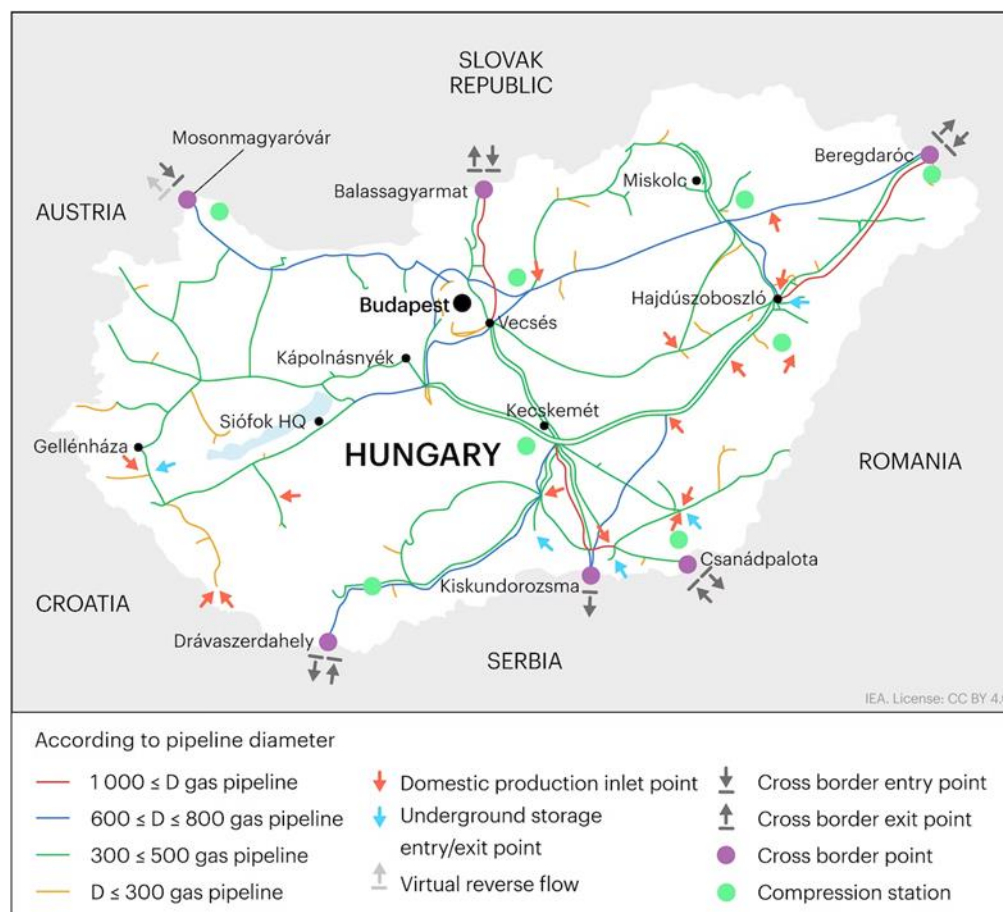 SLOVAK
REPUBLIC
Mosonmagyaróvár
Beregdaróc
Balassagyarmat
Miskolc
AUSTRIA
Hajdúszoboszló
Budapest
Vecsés
Kápolnásnyék
Siófok HQ
Kecskemét
Gellénháza
HUNGARY
ROMANIA
Csanádpalota
Kiskundorozsma
CROATIA
Drávaszerdahely
SERBIA
IEA. License: CC BY 4.
According to pipeline diameter
1 000 ≤ D gas pipeline
600 ≤ D ≤ 800 gas pipeline
300 ≤ 500 gas pipeline
D ≤ 300 gas pipeline
Domestic production inlet point
Underground storage
entry/exit point
Virtual reverse flow
Cross border entry point
Cross border exit point
Cross border point
Compression station